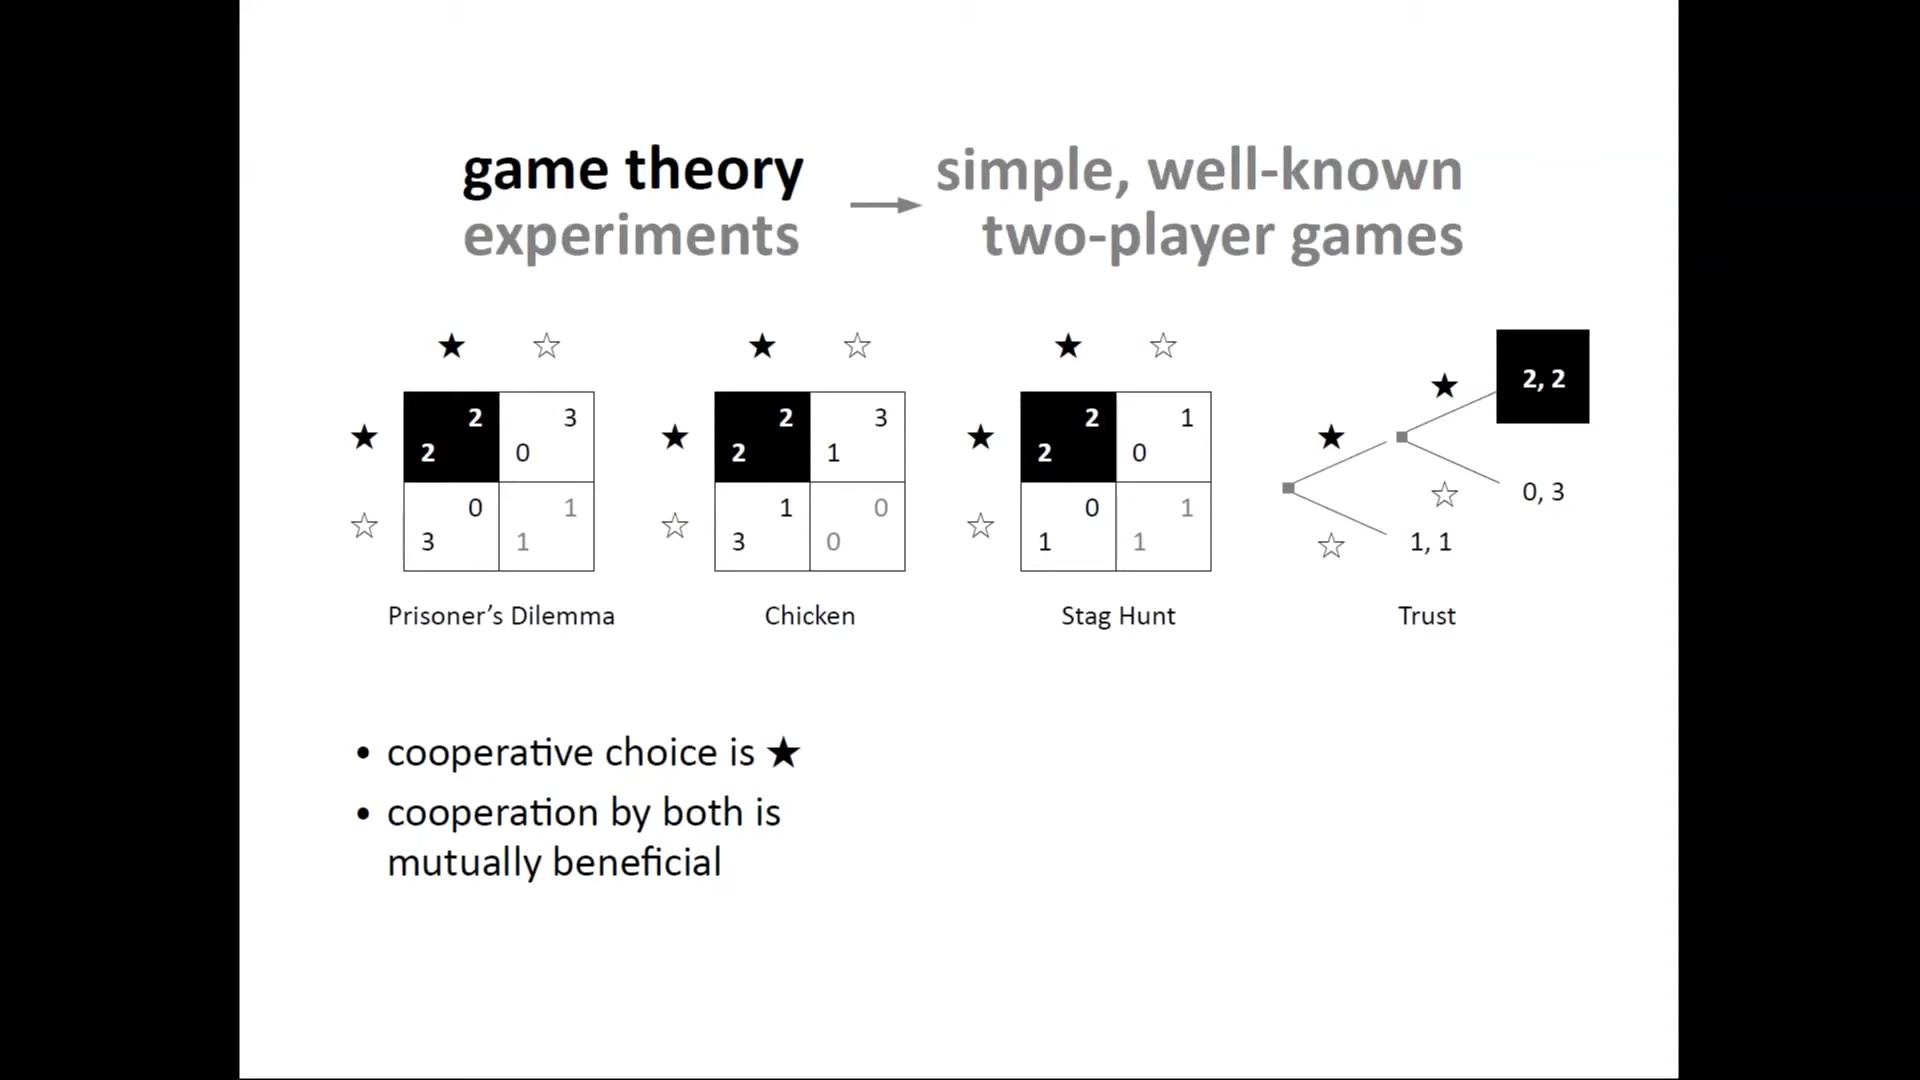 game theory
experiments
simple, well-known
two-player games
★ ☆
★ 2 3
2 0
☆ 0 1
3 1
Prisoner’s Dilemma
★ ☆
★ 2 3
2 1
☆ 1 0
3 0
Chicken
★ ☆
★ 2 1
2 0
☆ 0 1
1 1
Stag Hunt
2, 2
★
★
0, 3
☆
1, 1
☆
Trust
• cooperative choice is ★
• cooperation by both is
mutually beneficial